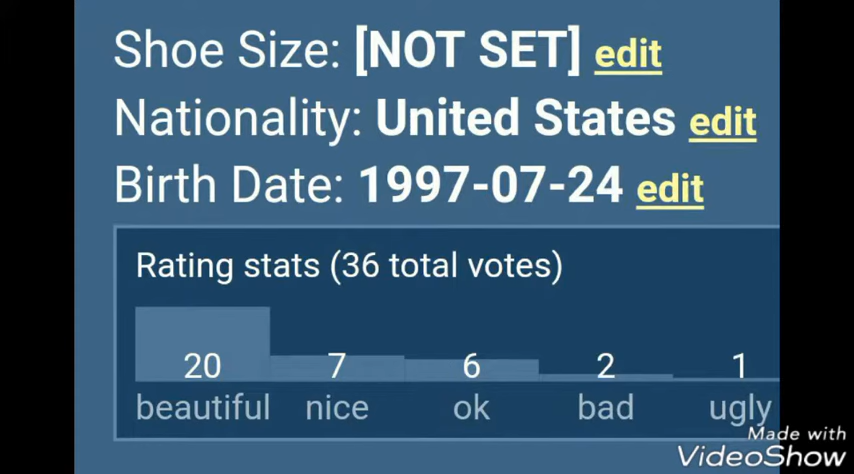 Shoe Size: [NOT SET] edit
Nationality: United States edit
Birth Date: 1997-07-24 edit
Rating stats (36 total votes)
20 7 6 2 1
beautiful nice ok bad ugly
Made with
VideoShow